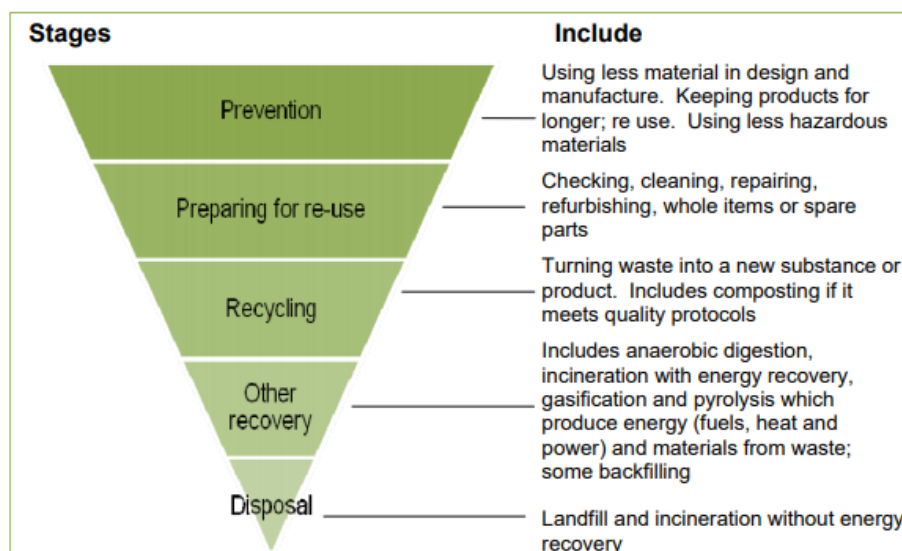 Stages
Include
Prevention
Using less material in design and
manufacture.  Keeping products for
longer; re use.  Using less hazardous
materials
Preparing for re-use
Checking, cleaning, repairing,
refurbishing, whole items or spare
parts
Recycling
Turning waste into a new substance or
product.  Includes composting if it
meets quality protocols
Other
recovery
Includes anaerobic digestion,
incineration with energy recovery,
gasification and pyrolysis which
produce energy (fuels, heat and
power) and materials from waste;
some backfilling
Disposal
Landfill and incineration without energy
recovery